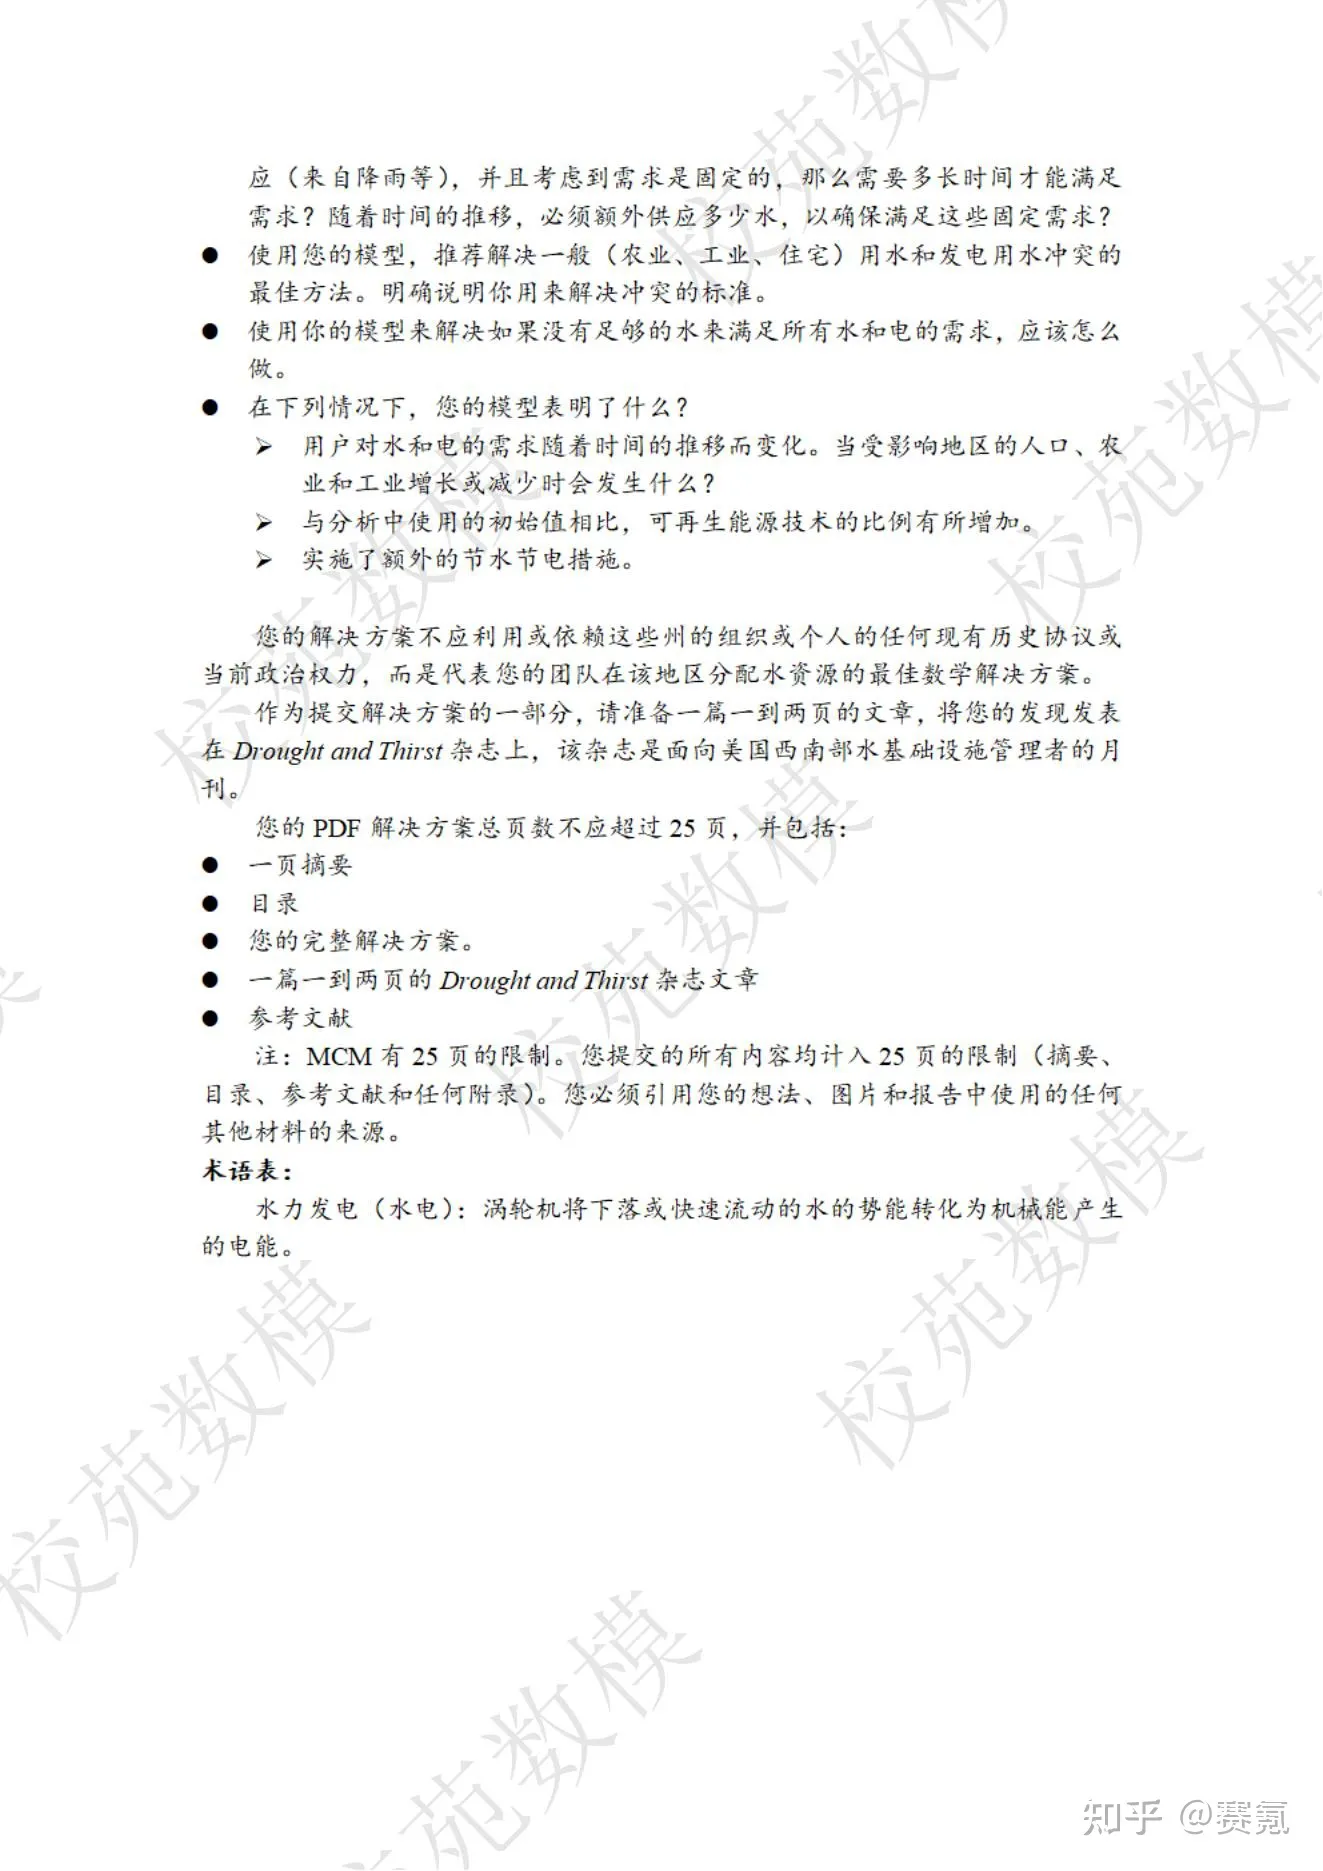 应（来自降雨等），并且考虑到需求是固定的，那么需要多长时间才能满足
需求？随着时间的推移，必须额外供应多少水，以确保满足这些固定需求？
● 使用您的模型，推荐解决一般（农业、工业、住宅）用水和发电用水冲突的
最佳方法。明确说明你用来解决冲突的标准。
● 使用你的模型来解决如果没有足够的水来满足所有水和电的需求，应该怎么
做。
● 在下列情况下，您的模型表明了什么？
➢ 用户对水和电的需求随着时间的推移而变化。当受影响地区的人口、农
业和工业增长或减少时会发生什么？
➢ 与分析中使用的初始值相比，可再生能源技术的比例有所增加。
➢ 实施了额外的节水节电措施。
您的解决方案不应利用或依赖这些州的组织或个人的任何现有历史协议或
当前政治权力，而是代表您的团队在该地区分配水资源的最佳数学解决方案。
作为提交解决方案的一部分，请准备一篇一到两页的文章，将您的发现发表
在 Drought and Thirst 杂志上，该杂志是面向美国西南部水基础设施管理者的月
刊。
您的 PDF 解决方案总页数不应超过 25 页，并包括：
● 一页摘要
● 目录
● 您的完整解决方案。
● 一篇一到两页的 Drought and Thirst 杂志文章
● 参考文献
注：MCM 有 25 页的限制。您提交的所有内容均计入 25 页的限制（摘要、
目录、参考文献和任何附录）。您必须引用您的想法、图片和报告中使用的任何
其他材料的来源。
术语表：
水力发电（水电）：涡轮机将下落或快速流动的水的势能转化为机械能产生
的电能。
校苑数模
校苑数模
校苑数模
校苑数模
校苑数模
校苑数模
校苑数模
知乎 @赛氪